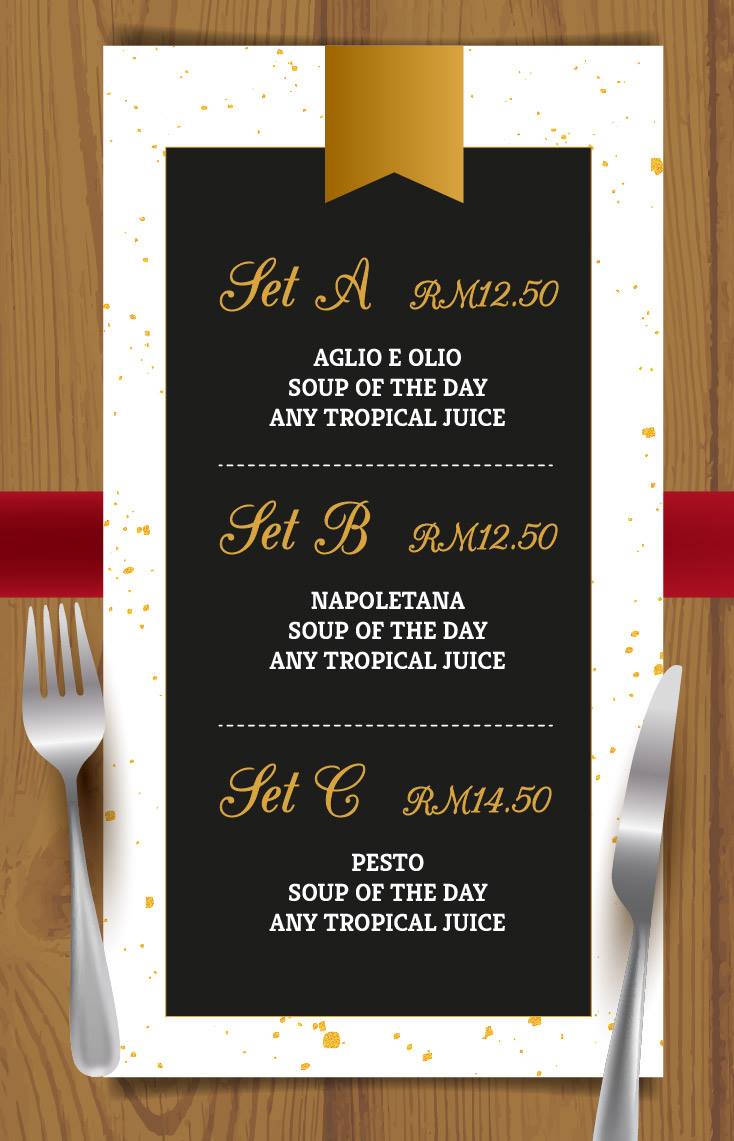 Set A RM12.50
AGLIO E OLIO
SOUP OF THE DAY
ANY TROPICAL JUICE
Set B RM12.50
NAPOLETANA
SOUP OF THE DAY
ANY TROPICAL JUICE
Set C RM14.50
PESTO
SOUP OF THE DAY
ANY TROPICAL JUICE